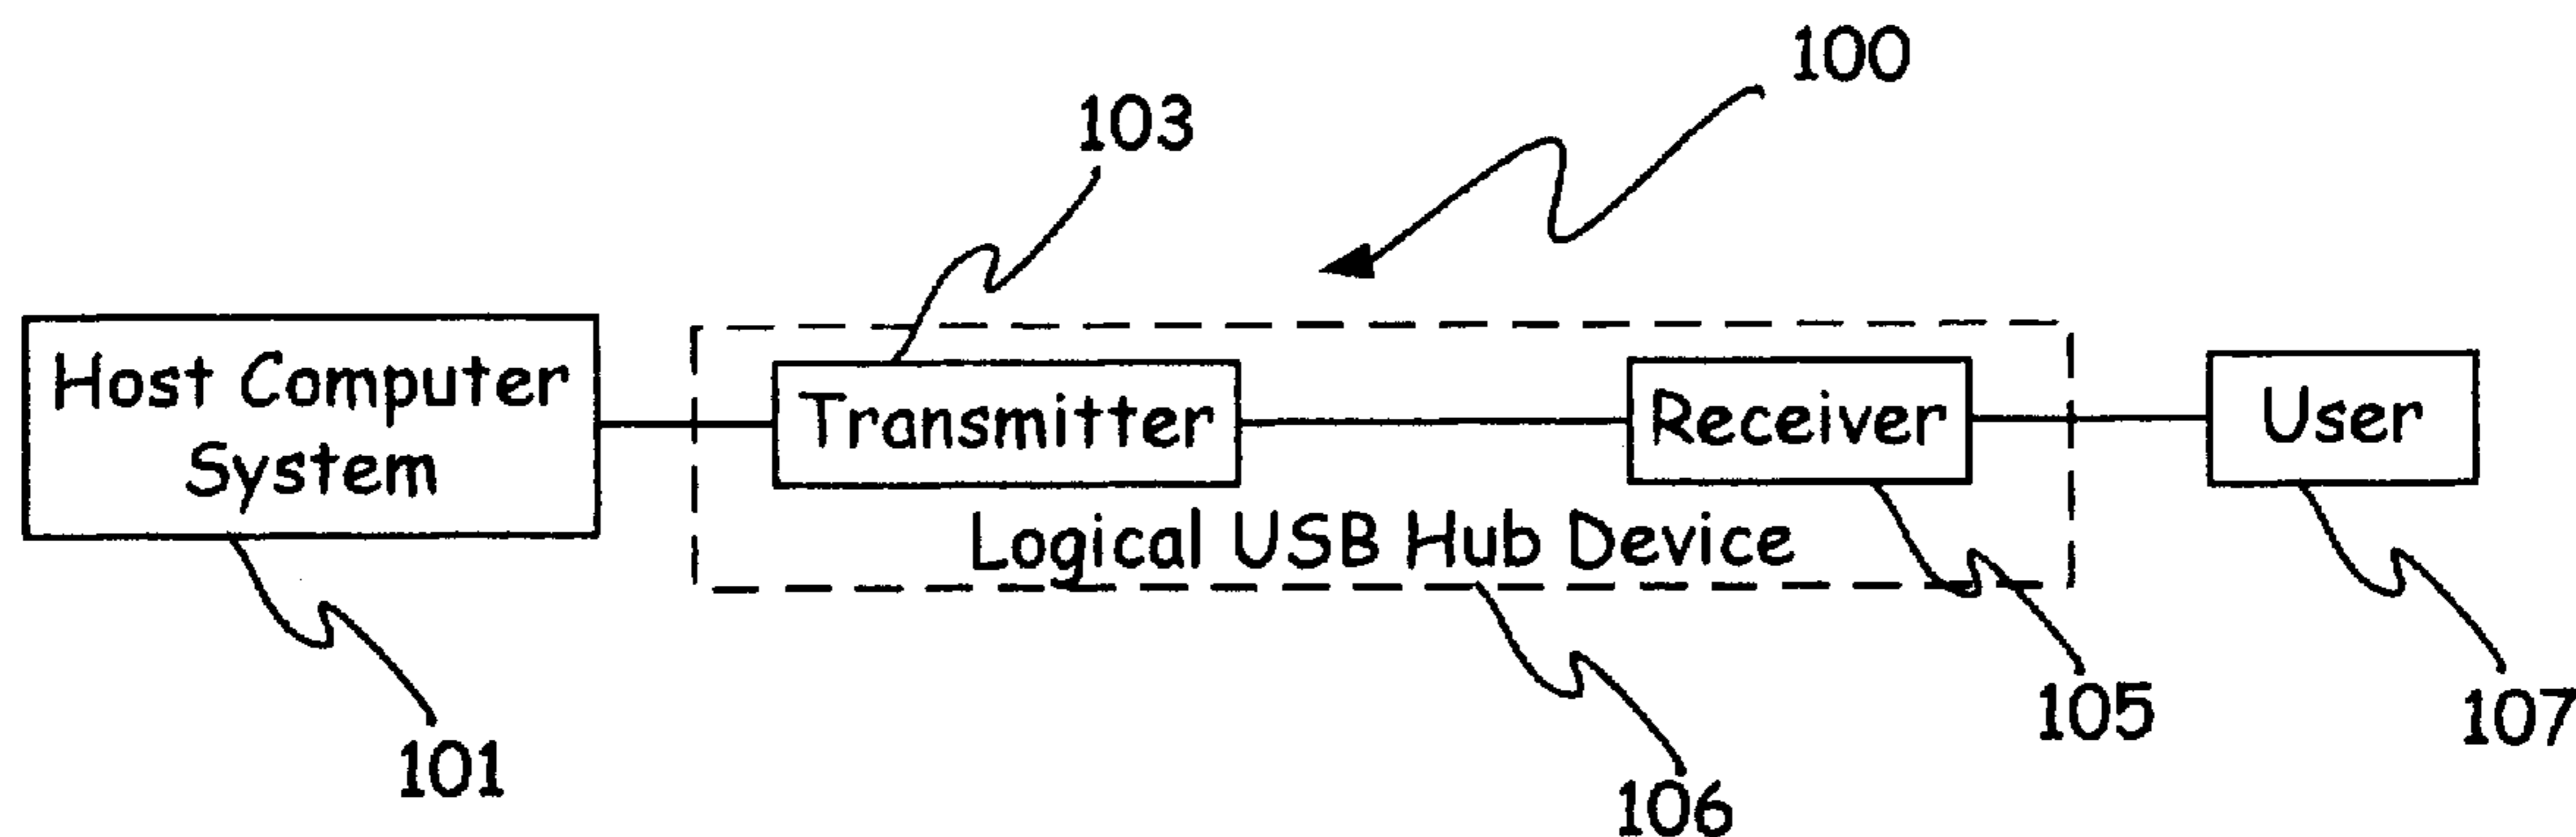 100
103
Host Computer
System
Transmitter
Receiver
User
Logical USB Hub Device
101
106
105
107